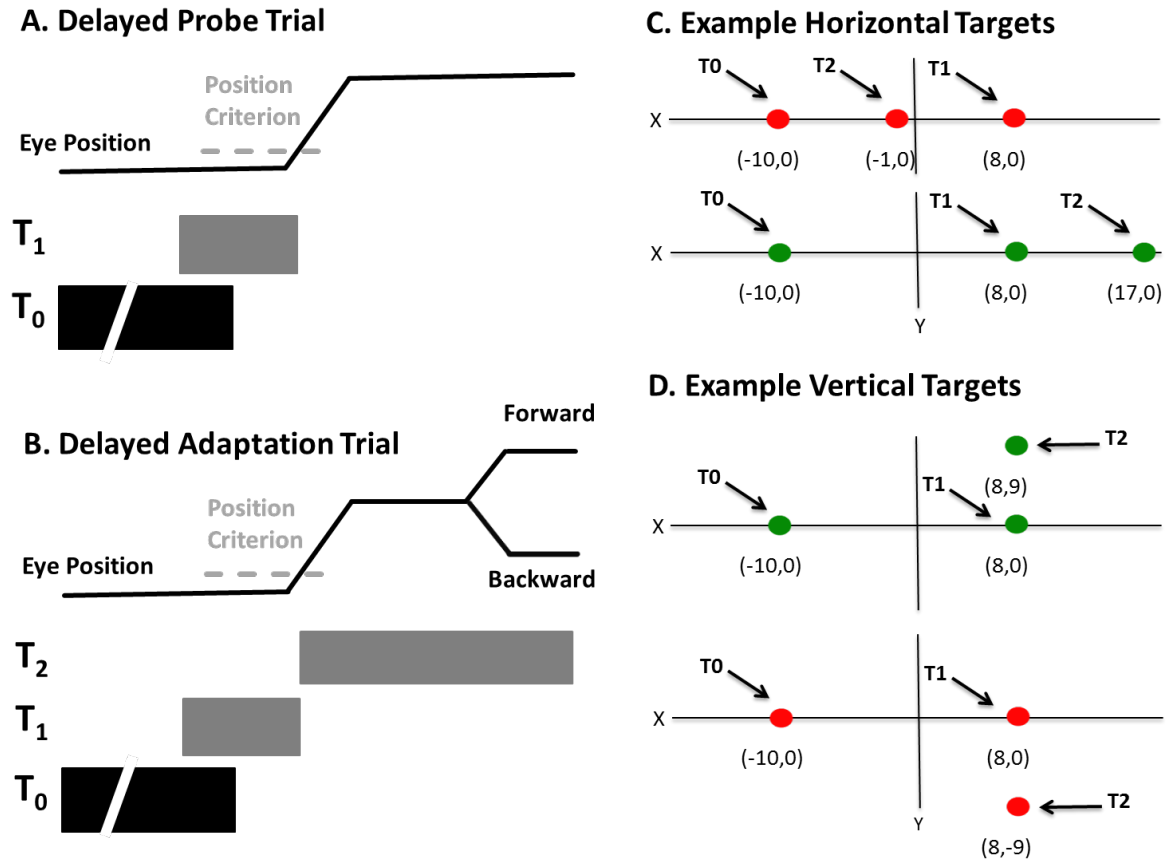 A. Delayed Probe Trial
Position
Criterion
Eye Position
T1
T0
B. Delayed Adaptation Trial
Forward
Position
Criterion
Eye Position
Backward
T2
T1
T0
C. Example Horizontal Targets
T0 T2 T1
X
(-10,0) (-1,0) (8,0)
T0 T1 T2
X
(-10,0) (8,0) (17,0)
Y
D. Example Vertical Targets
T2
T0 T1 (8,9)
X
(-10,0) (8,0)
T0 T1
X
(-10,0) (8,0)
T2
Y
(8,-9)